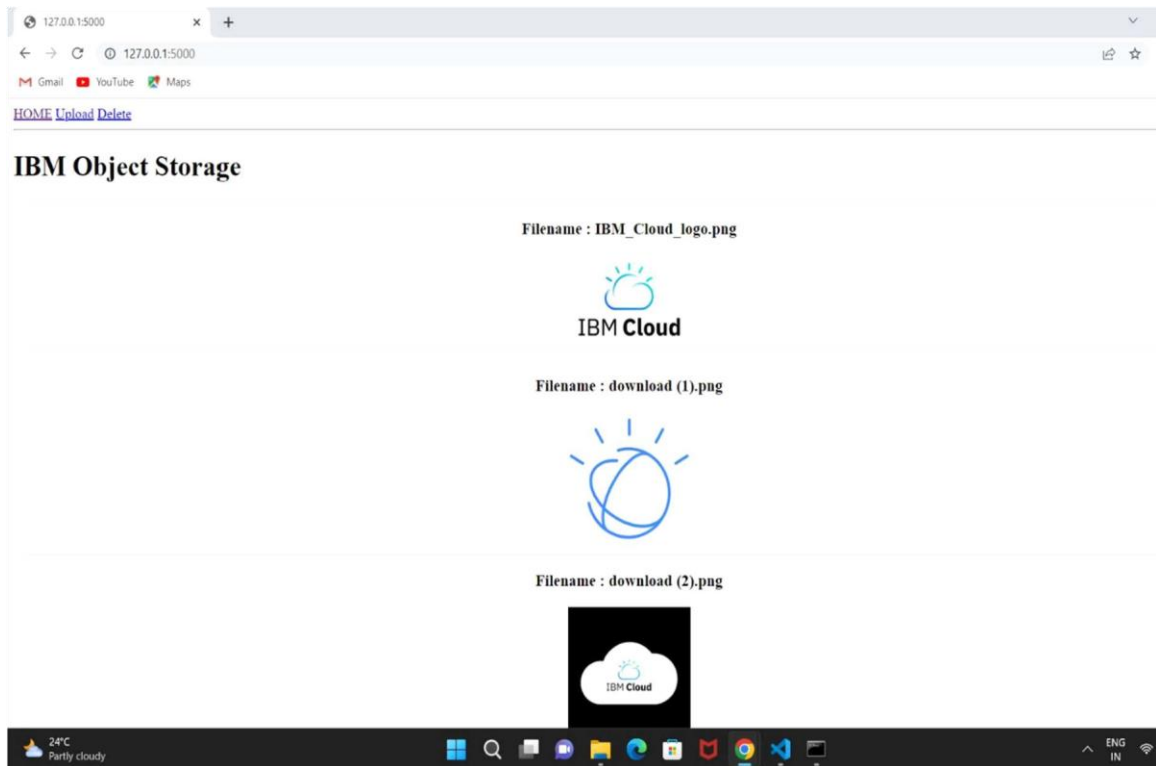 127.0.0.1:5000
127.0.0.1:5000
Gmail YouTube Maps
HOME Upload Delete
IBM Object Storage
Filename : IBM_Cloud_logo.png
IBM Cloud
Filename : download (1).png
Filename : download (2).png
IBM Cloud
24°C
Partly cloudy
ENG
IN